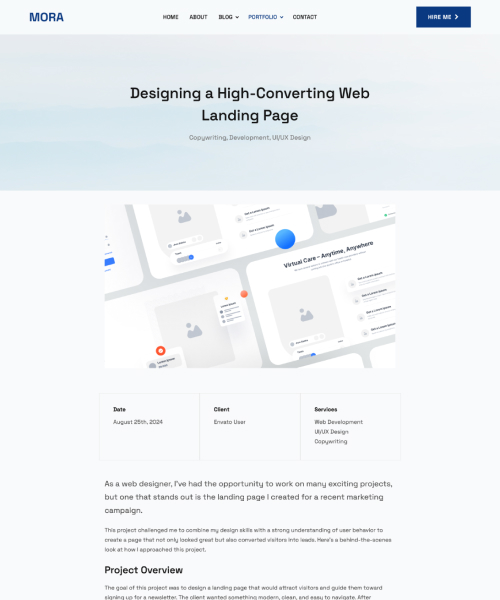 MORA
HOME ABOUT BLOG PORTFOLIO CONTACT
HIRE ME
Designing a High-Converting Web
Landing Page
Copywriting, Development, UI/UX Design
Virtual Care – Anytime, Anywhere
Date
August 25th, 2024
Client
Envato User
Services
Web Development
UI/UX Design
Copywriting
As a web designer, I've had the opportunity to work on many exciting projects,
but one that stands out is the landing page I created for a recent marketing
campaign.
This project challenged me to combine my design skills with a strong understanding of user behavior to
create a page that not only looked great but also converted visitors into leads. Here's a behind-the-scenes
look at how I approached this project.
Project Overview
The goal of this project was to design a landing page that would attract visitors and guide them toward
signing up for a newsletter. The client wanted something modern, clean, and easy to navigate. After